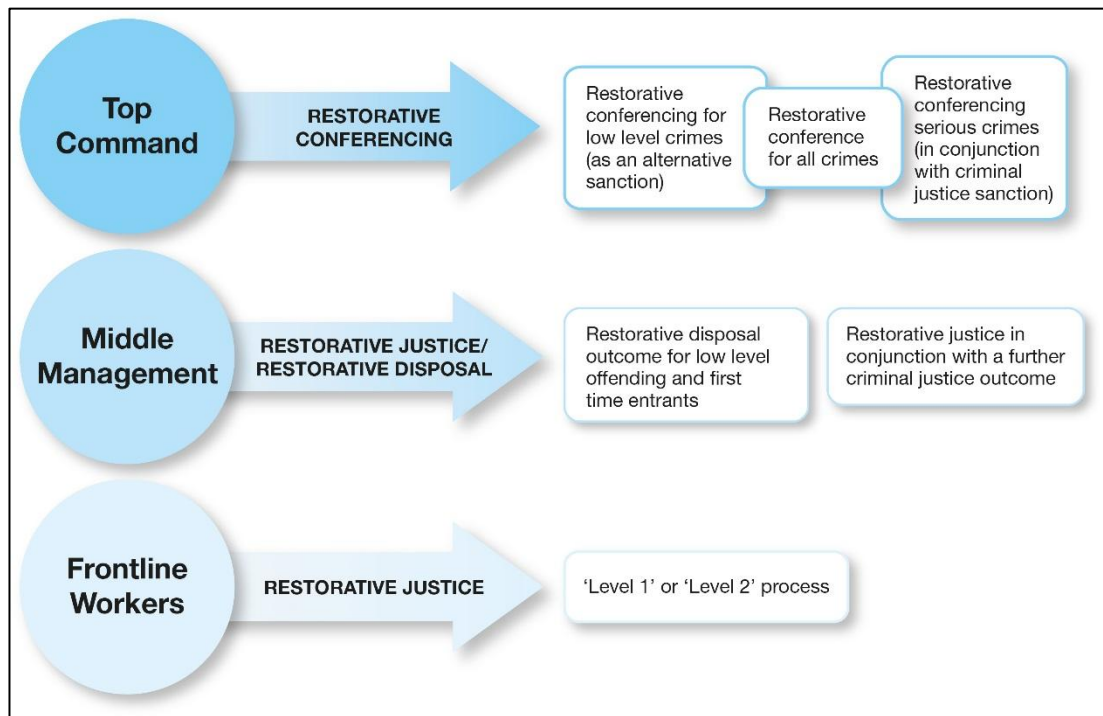 Top
Command
RESTORATIVE
CONFERENCING
Restorative
conferencing for
low level crimes
(as an alternative
sanction)
Restorative
conference
for all crimes
Restorative
conferencing
serious crimes
(in conjunction
with criminal
justice sanction)
Middle
Management
RESTORATIVE JUSTICE/
RESTORATIVE DISPOSAL
Restorative disposal
outcome for low level
offending and first
time entrants
Restorative justice in
conjunction with a further
criminal justice outcome
Frontline
Workers
RESTORATIVE JUSTICE
‘Level 1’ or ‘Level 2’ process